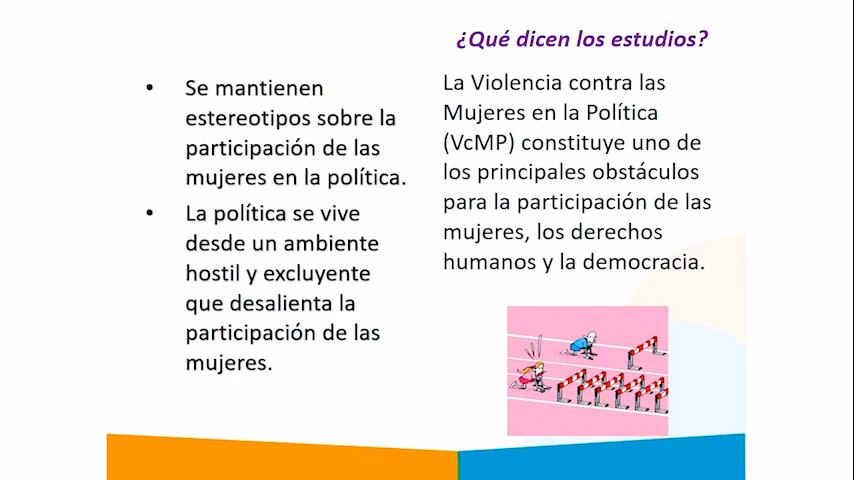 ¿Qué dicen los estudios?
• Se mantienen
estereotipos sobre la
participación de las
mujeres en la política.
• La política se vive
desde un ambiente
hostil y excluyente
que desalienta la
participación de las
mujeres.
La Violencia contra las
Mujeres en la Política
(VcMP) constituye uno de
los principales obstáculos
para la participación de las
mujeres, los derechos
humanos y la democracia.